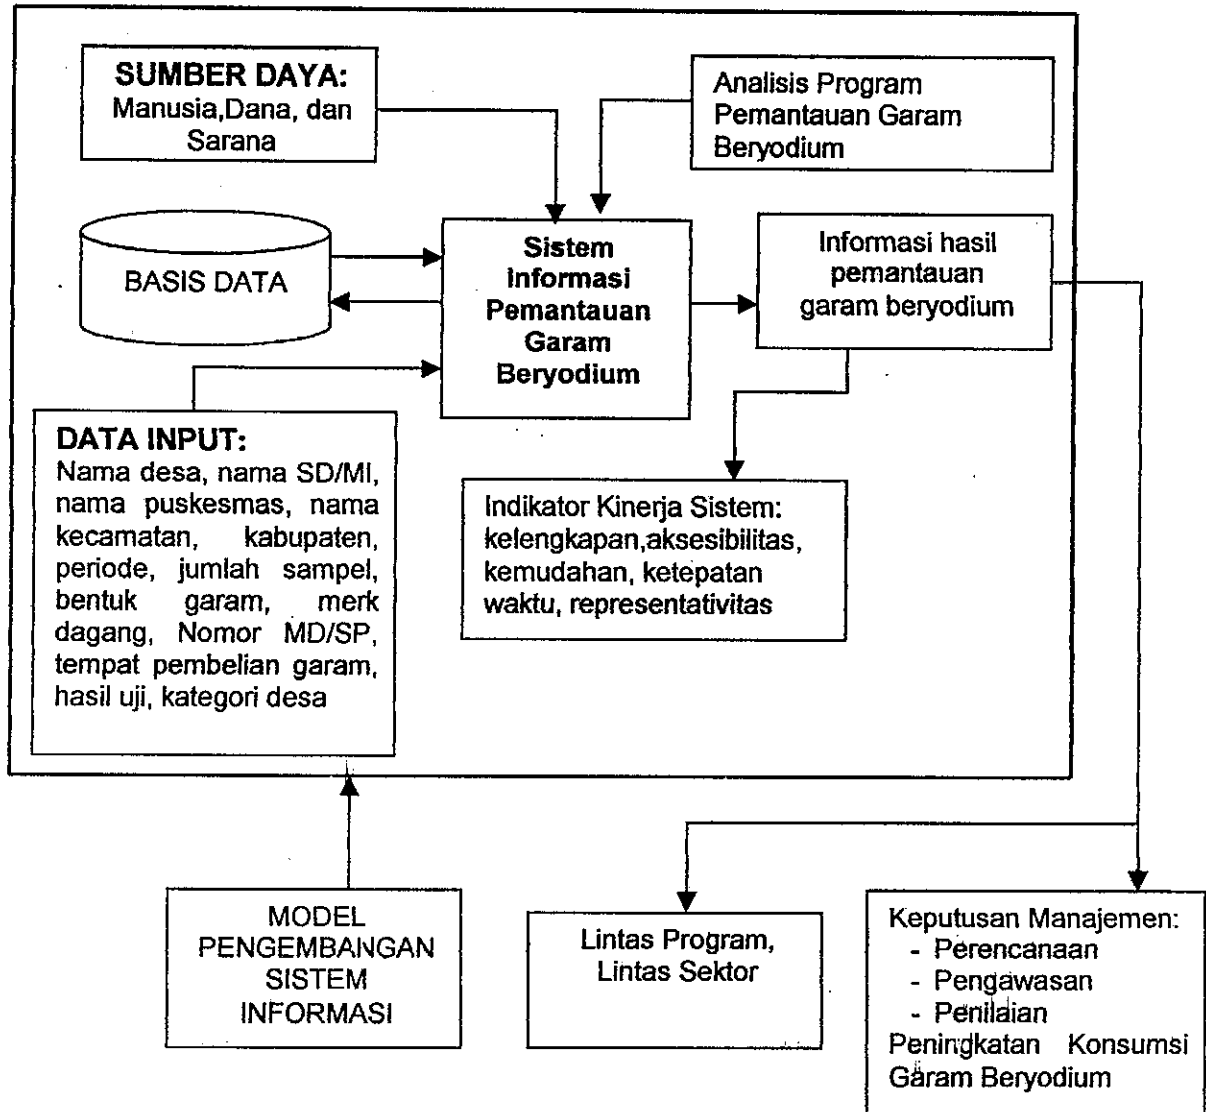 SUMBER DAYA:
Manusia,Dana, dan
Sarana
Analisis Program
Pemantauan Garam
Beryodium
BASIS DATA
Sistem
Informasi
Pemantauan
Garam
Beryodium
Informasi hasil
pemantauan
garam beryodium
DATA INPUT:
Nama desa, nama SD/MI,
nama puskesmas, nama
kecamatan, kabupaten,
periode, jumlah sampel,
bentuk garam, merk
dagang, Nomor MD/SP,
tempat pembelian garam,
hasil uji, kategori desa
Indikator Kinerja Sistem:
kelengkapan,aksesibilitas,
kemudahan, ketepatan
waktu, representativitas
MODEL
PENGEMBANGAN
SISTEM
INFORMASI
Lintas Program,
Lintas Sektor
Keputusan Manajemen:
- Perencanaan
- Pengawasan
- Penilaian
Peningkatan Konsumsi
Garam Beryodium